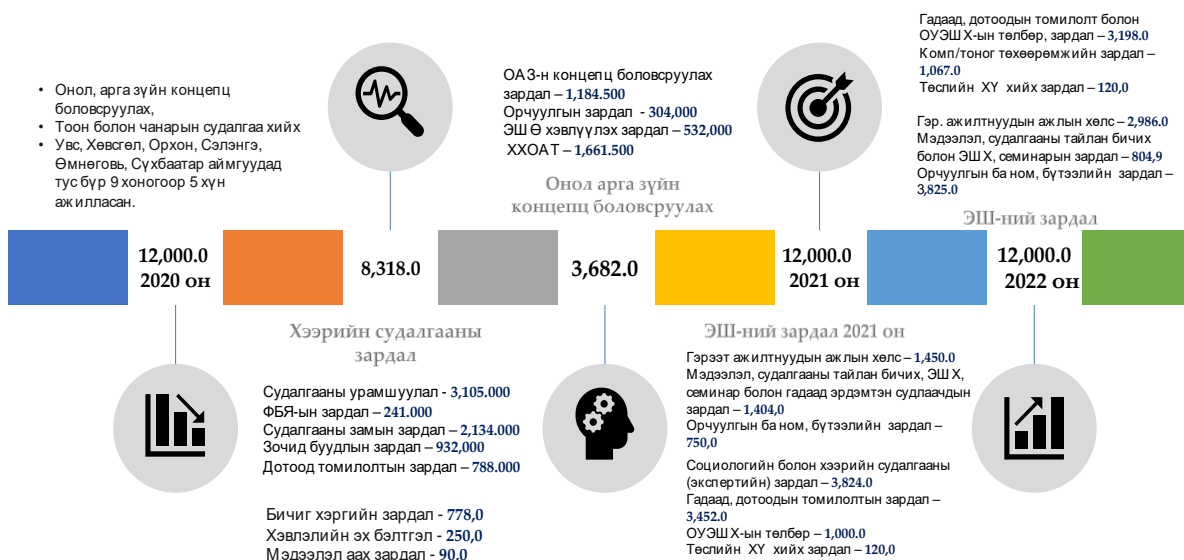 • Онол, арга зүйн концепц
боловсруулах,
• Тоон болон чанарын судалгаа хийх
• Увс, Хөвсгөл, Орхон, Сэлэнгэ,
Өмнөговь, Сүхбаатар аймгуудад
тус бүр 9 хоногоор 5 хүн
ажилласан.
ОАЗ-н концепц боловсруулах
зардал – 1,184.500
Орчуулгын зардал - 304,000
ЭШӨ хэвлүүлэх зардал – 532,000
ХХОАТ – 1,661.500
Онол арга зүйн
концепц боловсруулах
Гадаад, дотоодын томилолт болон
ОУЭШХ-ын төлбөр, зардал – 3,198.0
Комп/тоног төхөөрөмжийн зардал –
1,067.0
Төслийн ХҮ хийх зардал – 120,0
Гэр. ажилтнуудын ажлын хөлс – 2,986.0
Мэдээлэл, судалгааны тайлан бичих
болон ЭШХ, семинарын зардал – 804,9
Орчуулгын ба ном, бүтээлийн зардал –
3,825.0
ЭШ-ний зардал
12,000.0
2020 он
8,318.0
3,682.0
12,000.0
2021 он
12,000.0
2022 он
Хээрийн судалгааны
зардал
Судалгааны урамшуулал - 3,105.000
ФБЯ-ын зардал – 241.000
Судалгааны замын зардал – 2,134.000
Зочид буудлын зардал – 932,000
Дотоод томилолтын зардал – 788.000
Бичиг хэргийн зардал - 778,0
Хэвлэлийн эх бэлтгэл - 250,0
Мэдээлэл аах зардал - 90.0
ЭШ-ний зардал 2021 он
Гэрээт ажилтнуудын ажлын хөлс – 1,450.0
Мэдээлэл, судалгааны тайлан бичих, ЭШХ,
семинар болон гадаад эрдэмтэн судлаачдын
зардал – 1,404,0
Орчуулгын ба ном, бүтээлийн зардал –
750,0
Социологийн болон хээрийн судалгааны
(экспертийн) зардал – 3,824.0
Гадаад, дотоодын томилолтын зардал –
3,452.0
ОУЭШХ-ын төлбөр – 1,000.0
Төслийн ХҮ хийх зардал – 120,0